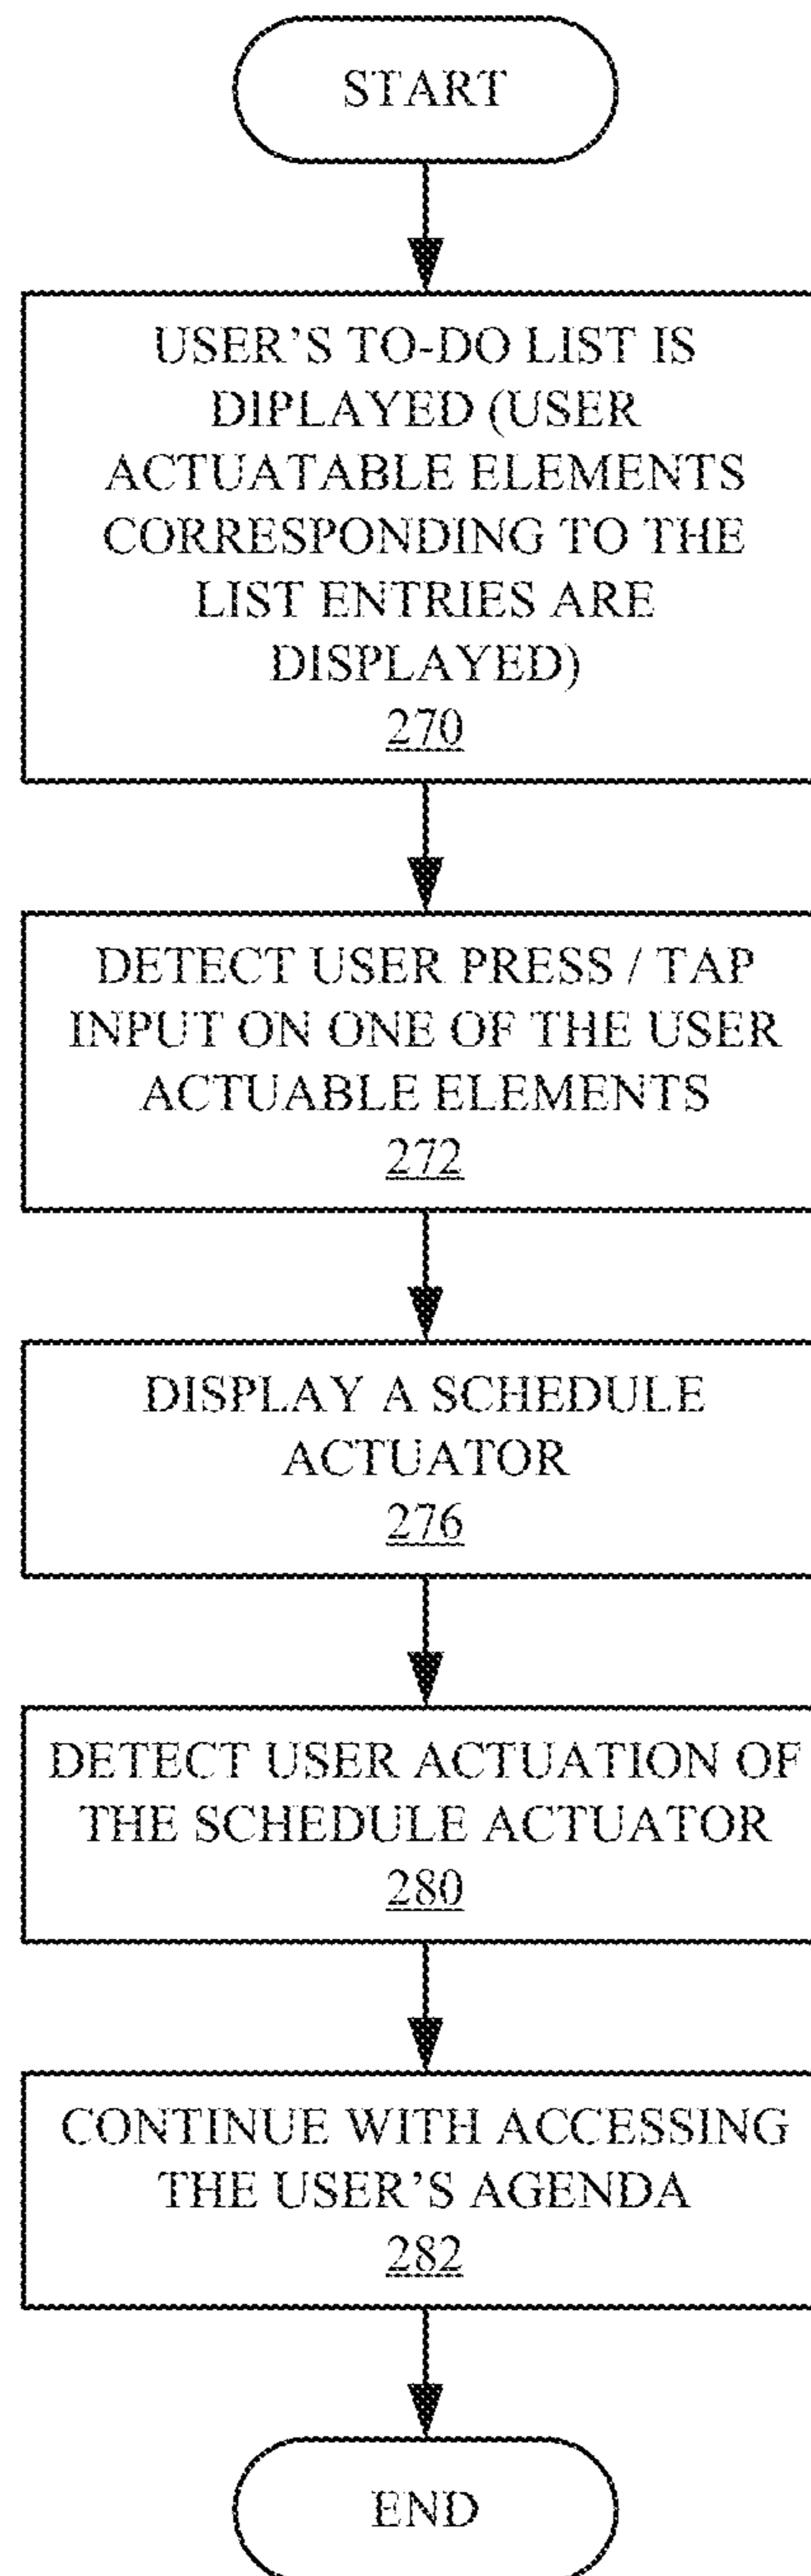 START
USER'S TO-DO LIST IS
DIPLAYED (USER
ACTUATABLE ELEMENTS
CORRESPONDING TO THE
LIST ENTRIES ARE
DISPLAYED)
270
DETECT USER PRESS / TAP
INPUT ON ONE OF THE USER
ACTUABLE ELEMENTS
272
DISPLAY A SCHEDULE
ACTUATOR
276
DETECT USER ACTUATION OF
THE SCHEDULE ACTUATOR
280
CONTINUE WITH ACCESSING
THE USER'S AGENDA
282
END